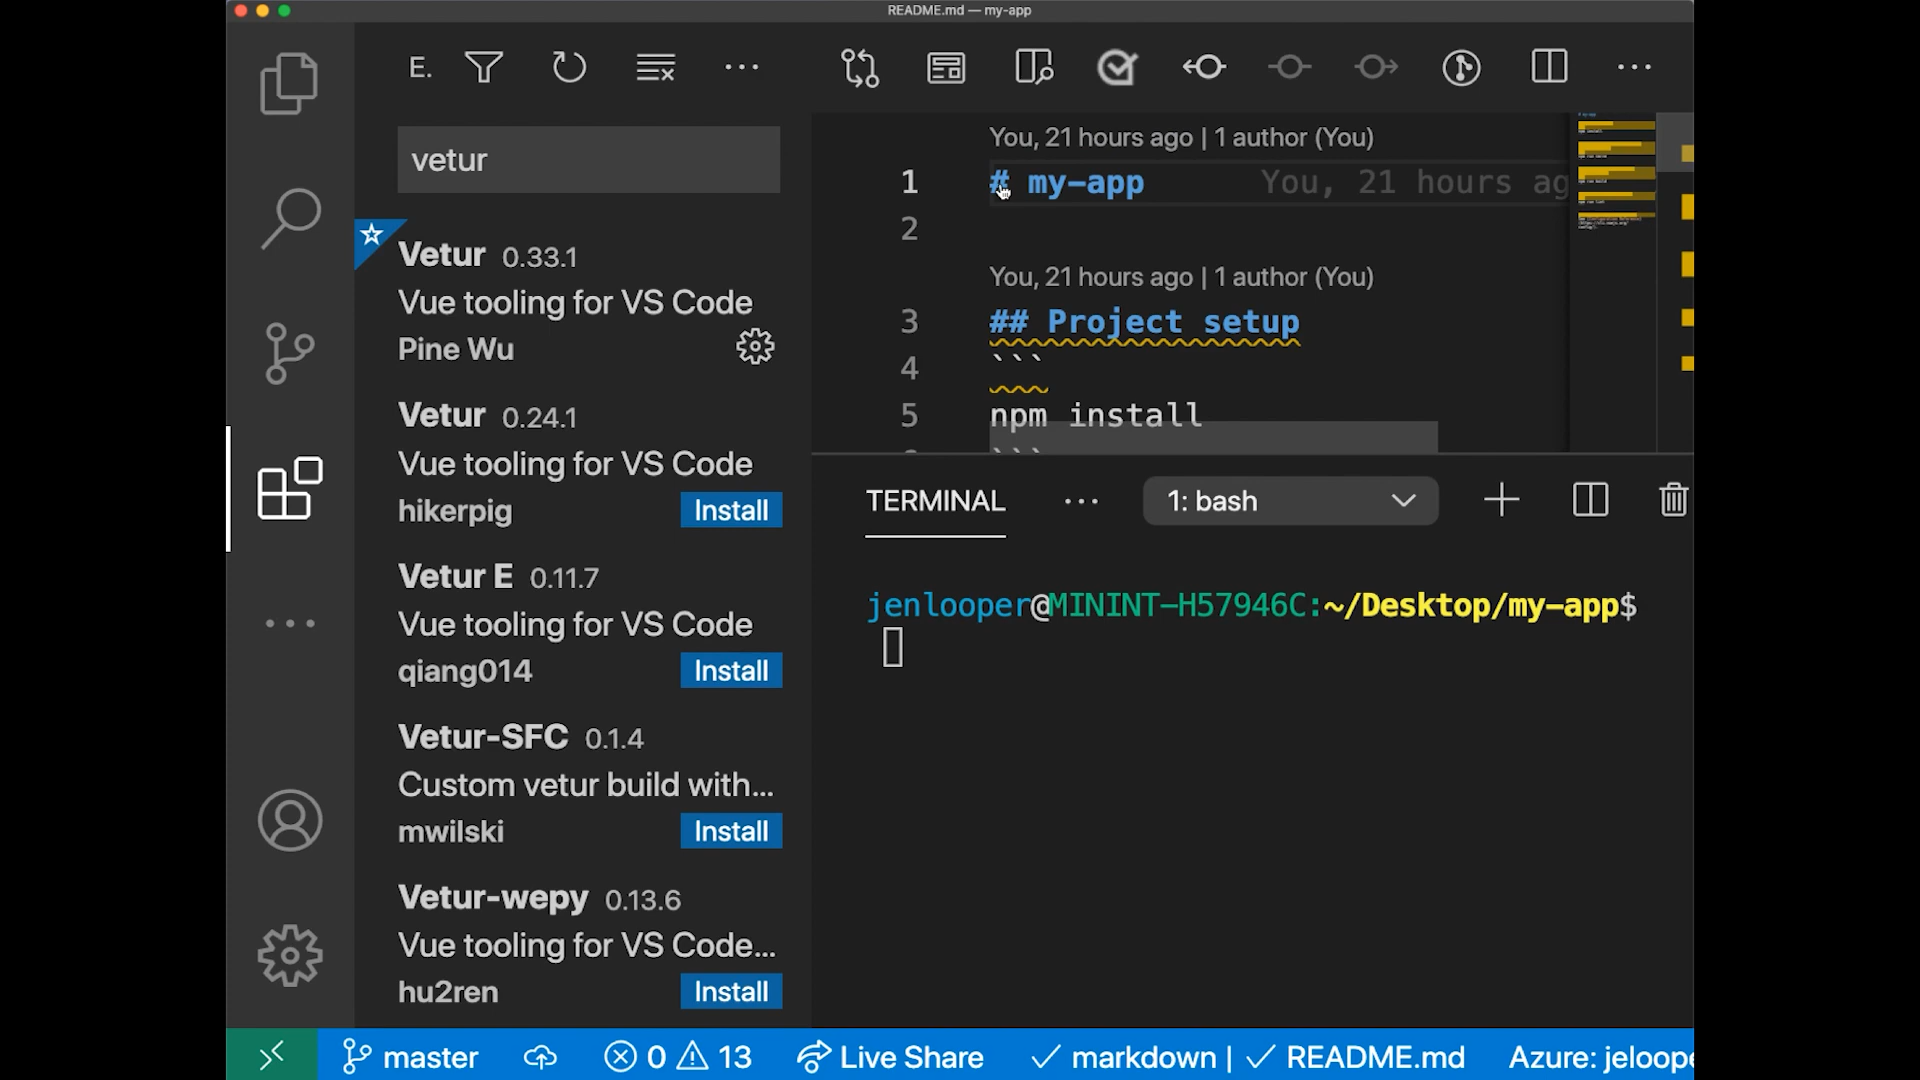 README.md — my-app
E.
vetur
Vetur 0.33.1
Vue tooling for VS Code
Pine Wu
Vetur 0.24.1
Vue tooling for VS Code
hikerpig
Install
Vetur E 0.11.7
Vue tooling for VS Code
qiang014
Install
Vetur-SFC 0.1.4
Custom vetur build with...
mwilski
Install
Vetur-wepy 0.13.6
Vue tooling for VS Code...
hu2ren
Install
You, 21 hours ago | 1 author (You)
1 # my-app You, 21 hours ag
2
You, 21 hours ago | 1 author (You)
3 ## Project setup
4 ```
5 npm install
```
TERMINAL
1: bash
jenlooper@MININT-H57946C:~/Desktop/my-app$
master
0
13
Live Share
markdown |
README.md
Azure: jeloope